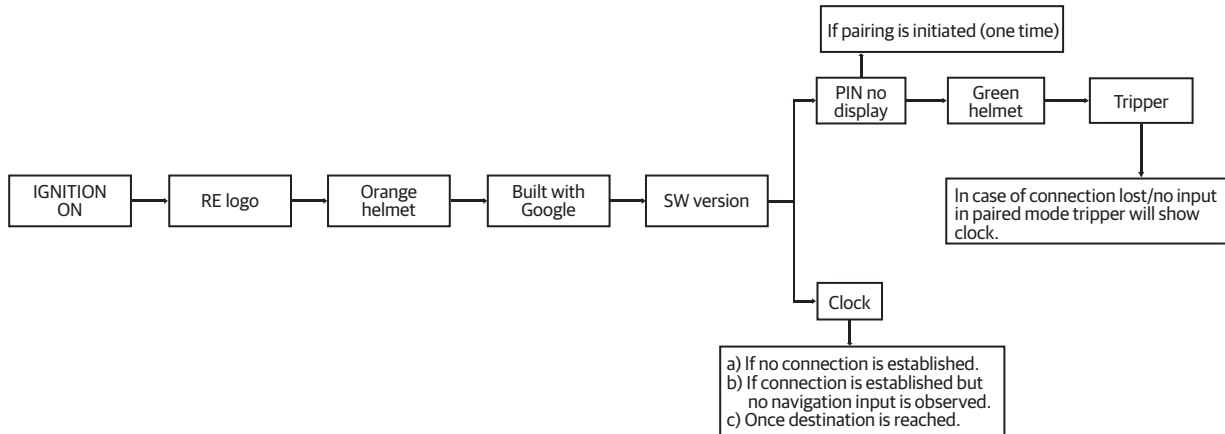 If pairing is initiated (one time)
PIN no
display
Green
helmet
Tripper
IGNITION
ON
RE logo
Orange
helmet
Built with
Google
SW version
In case of connection lost/no input
in paired mode tripper will show
clock.
Clock
a) If no connection is established.
b) If connection is established but
no navigation input is observed.
c) Once destination is reached.